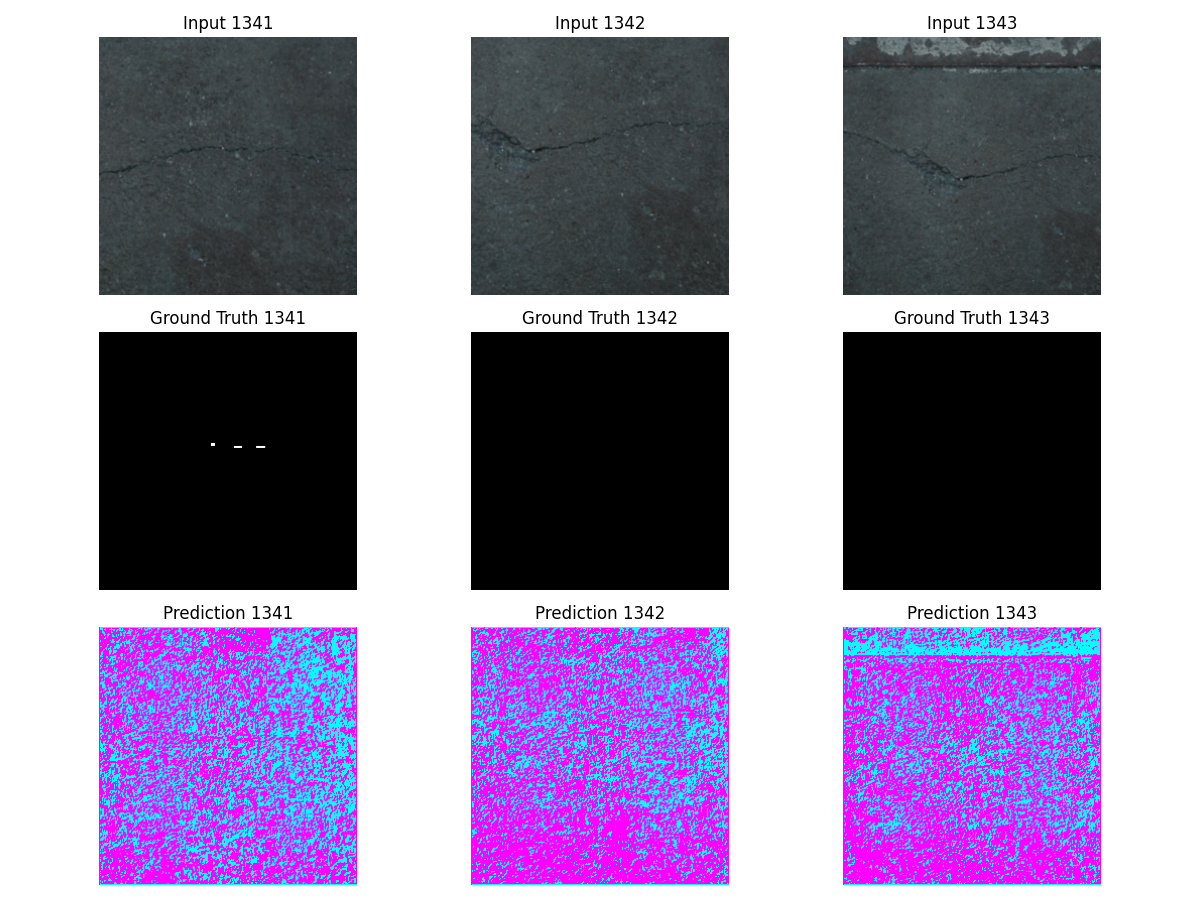 Input 1341
Input 1342
Input 1343
Ground Truth 1341
Ground Truth 1342
Ground Truth 1343
Prediction 1341
Prediction 1342
Prediction 1343